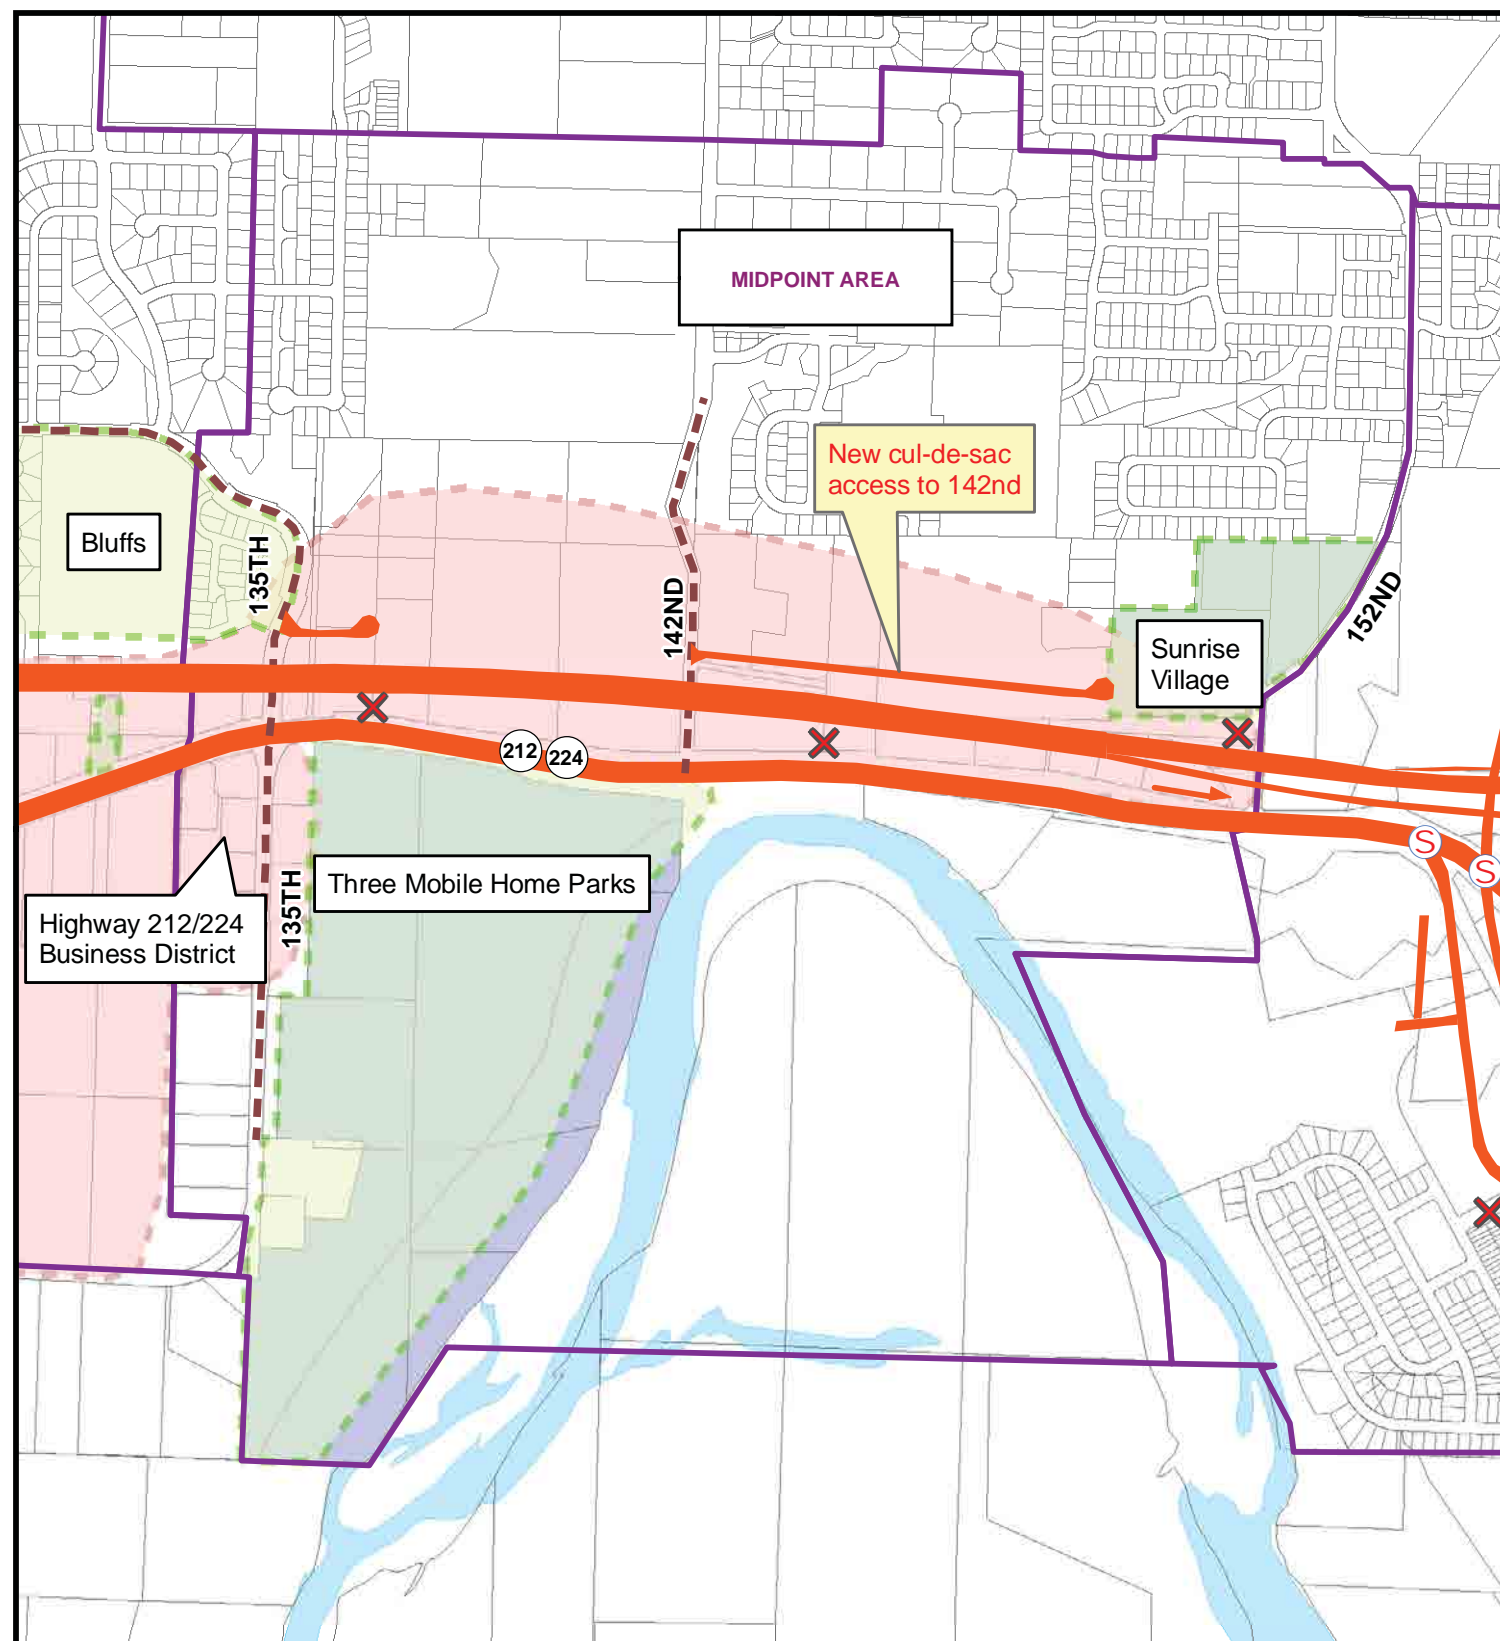 MIDPOINT AREA
New cul-de-sac
access to 142nd
Bluffs
135TH
142ND
152ND
Sunrise
Village
212
224
S
S
Three Mobile Home Parks
135TH
Highway 212/224
Business District